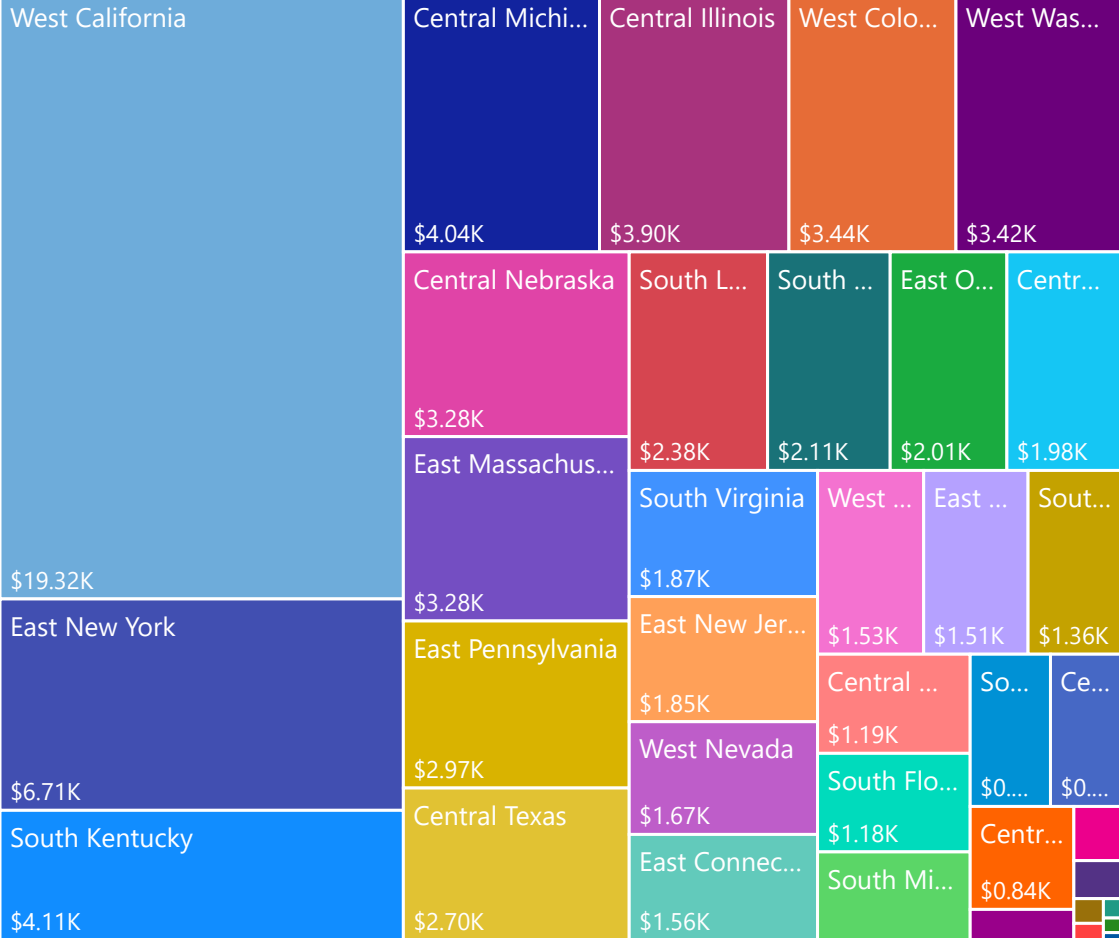 West California
$19.32K
East New York
$6.71K
South Kentucky
$4.11K
Central Michi...
$4.04K
Central Illinois
$3.90K
West Colo...
$3.44K
West Was...
$3.42K
Central Nebraska
$3.28K
East Massachus...
$3.28K
East Pennsylvania
$2.97K
Central Texas
$2.70K
South L...
$2.38K
South ...
$2.11K
East O...
$2.01K
Centr...
$1.98K
South Virginia
$1.87K
East New Jer...
$1.85K
West Nevada
$1.67K
East Connec...
$1.56K
West ...
$1.53K
East ...
$1.51K
Sout...
$1.36K
Central ...
$1.19K
South Flo...
$1.18K
South Mi...
So...
$0....
Ce...
$0....
Centr...
$0.84K